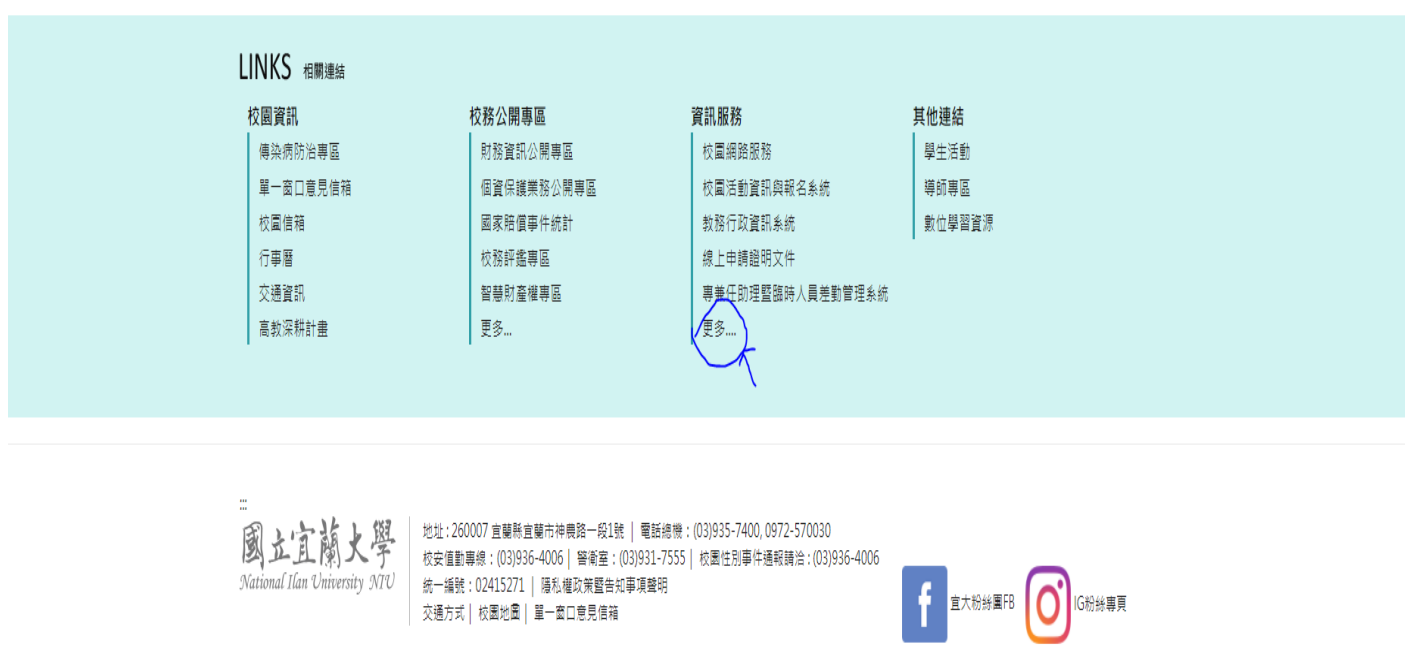 LINKS 相關連結
校園資訊
傳染病防治專區
單一窗口意見信箱
校園信箱
行事曆
交通資訊
高教深耕計畫
校務公開專區
財務資訊公開專區
個資保護業務公開專區
國家賠償事件統計
校務評鑑專區
智慧財產權專區
更多...
資訊服務
校園網路服務
校園活動資訊與報名系統
教務行政資訊系統
線上申請證明文件
專兼任助理暨臨時人員差勤管理系統
更多....
其他連結
學生活動
導師專區
數位學習資源
:::
國立宜蘭大學
National Ilan University NIU
地址 : 260007 宜蘭縣宜蘭市神農路一段1號 │ 電話總機 : (03)935-7400, 0972-570030
校安值勤專線 : (03)936-4006│ 警衛室 : (03)931-7555│ 校園性別事件通報請洽 : (03)936-4006
統一編號 : 02415271 │ 隱私權政策暨告知事項聲明
交通方式│ 校園地圖│ 單一窗口意見信箱
宜大粉絲團FB
IG粉絲專頁